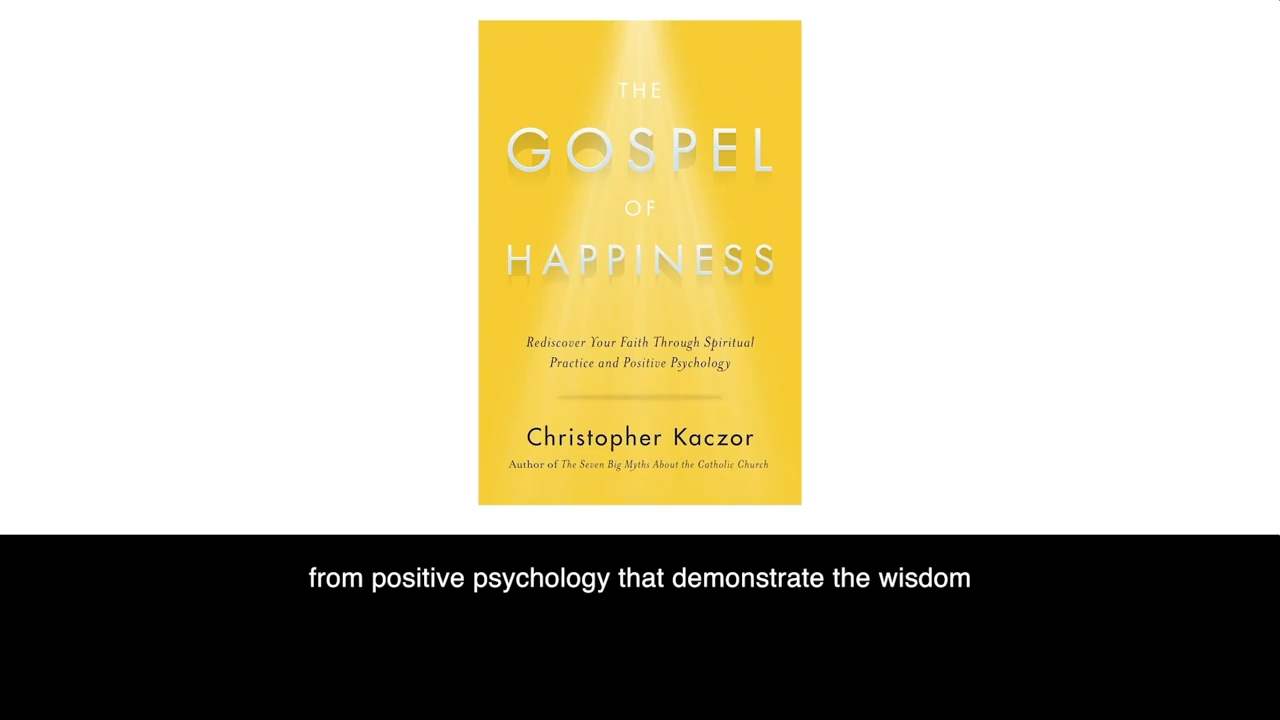 THE
GOSPEL
OF
HAPPINESS
Rediscover Your Faith Through Spiritual
Practice and Positive Psychology
Christopher Kaczor
Author of The Seven Big Myths About the Catholic Church
from positive psychology that demonstrate the wisdom